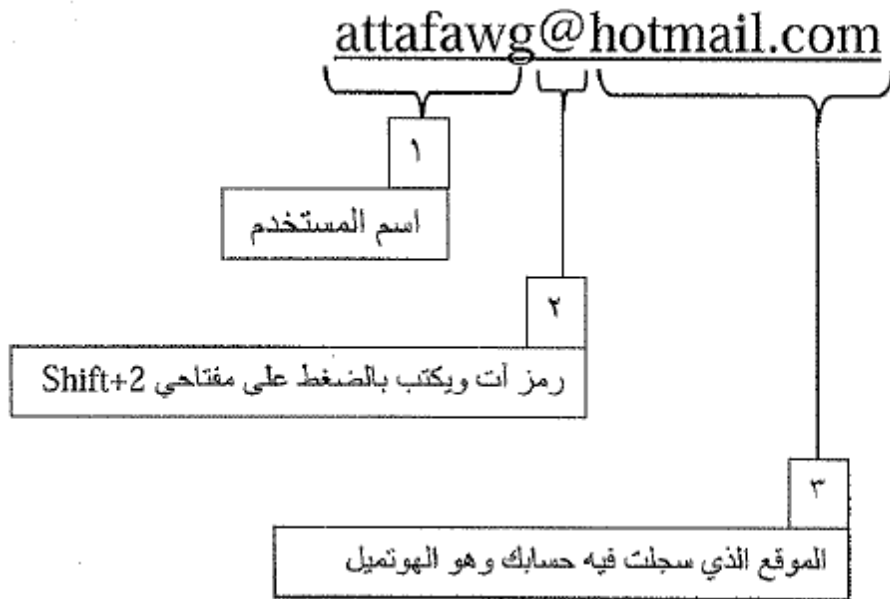 attafawg@hotmail.com
١
اسم المستخدم
٢
رمز آت ويكتب بالضغط على مفتاحي Shift+2
٣
الموقع الذي سجلت فيه حسابك وهو الهوتميل